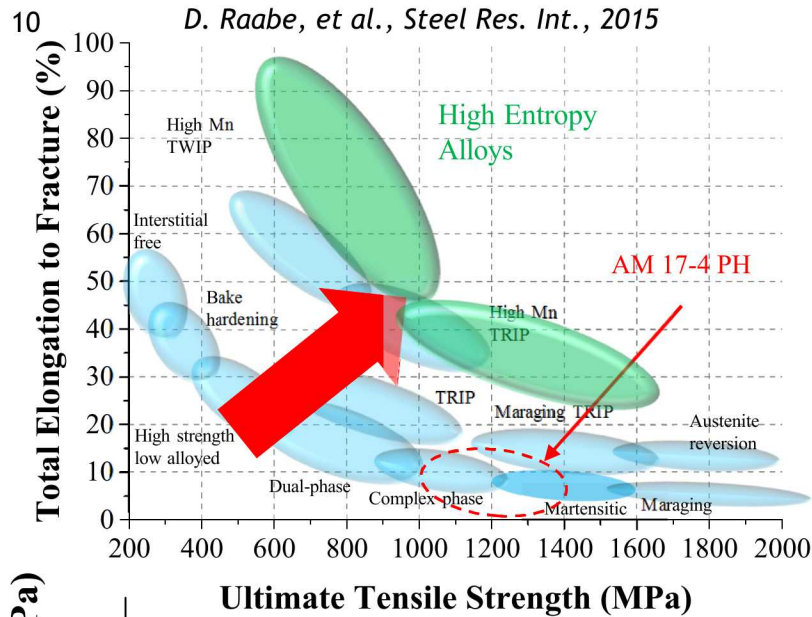 10
D. Raabe, et al., Steel Res. Int., 2015
Total Elongation to Fracture (%)
100
90
80
70
60
50
40
30
20
10
0
High Mn
TWIP
High Entropy
Alloys
Interstitial
free
AM 17-4 PH
Bake
hardening
High Mn
TRIP
TRIP
Maraging TRIP
Austenite
reversion
High strength
low alloyed
Dual-phase
Complex-phase
Martensitic
Maraging
200
400
600
800
1000
1200
1400
1600
1800
2000
Ultimate Tensile Strength (MPa)
Pa)